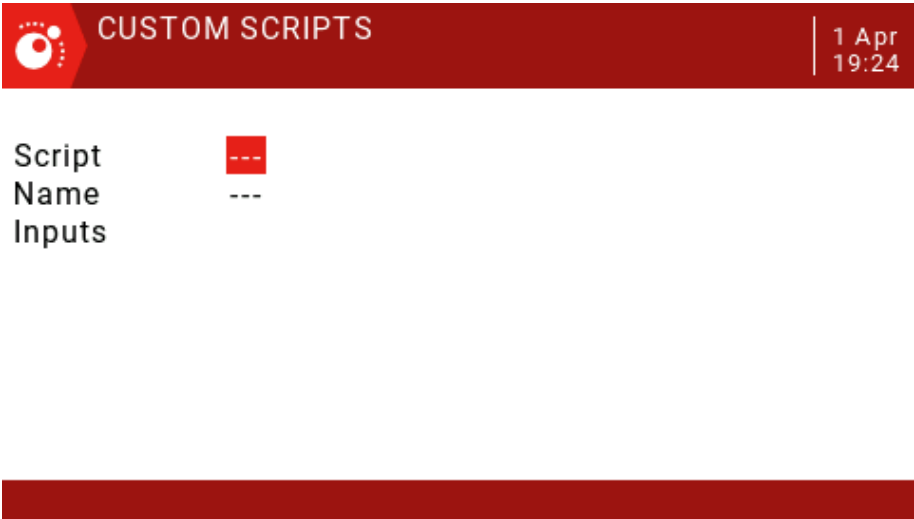 CUSTOM SCRIPTS
1 Apr
19:24
Script ---
Name ---
Inputs